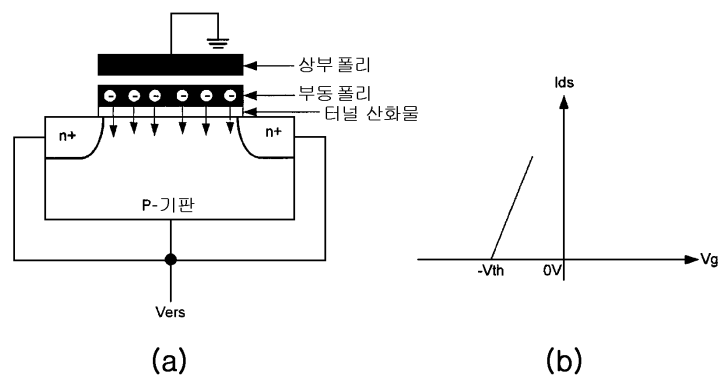 상부 폴리
부동 폴리
터널 산화물
n+
n+
P-기판
Vers
(a)
Ids
-Vth
0V
Vg
(b)